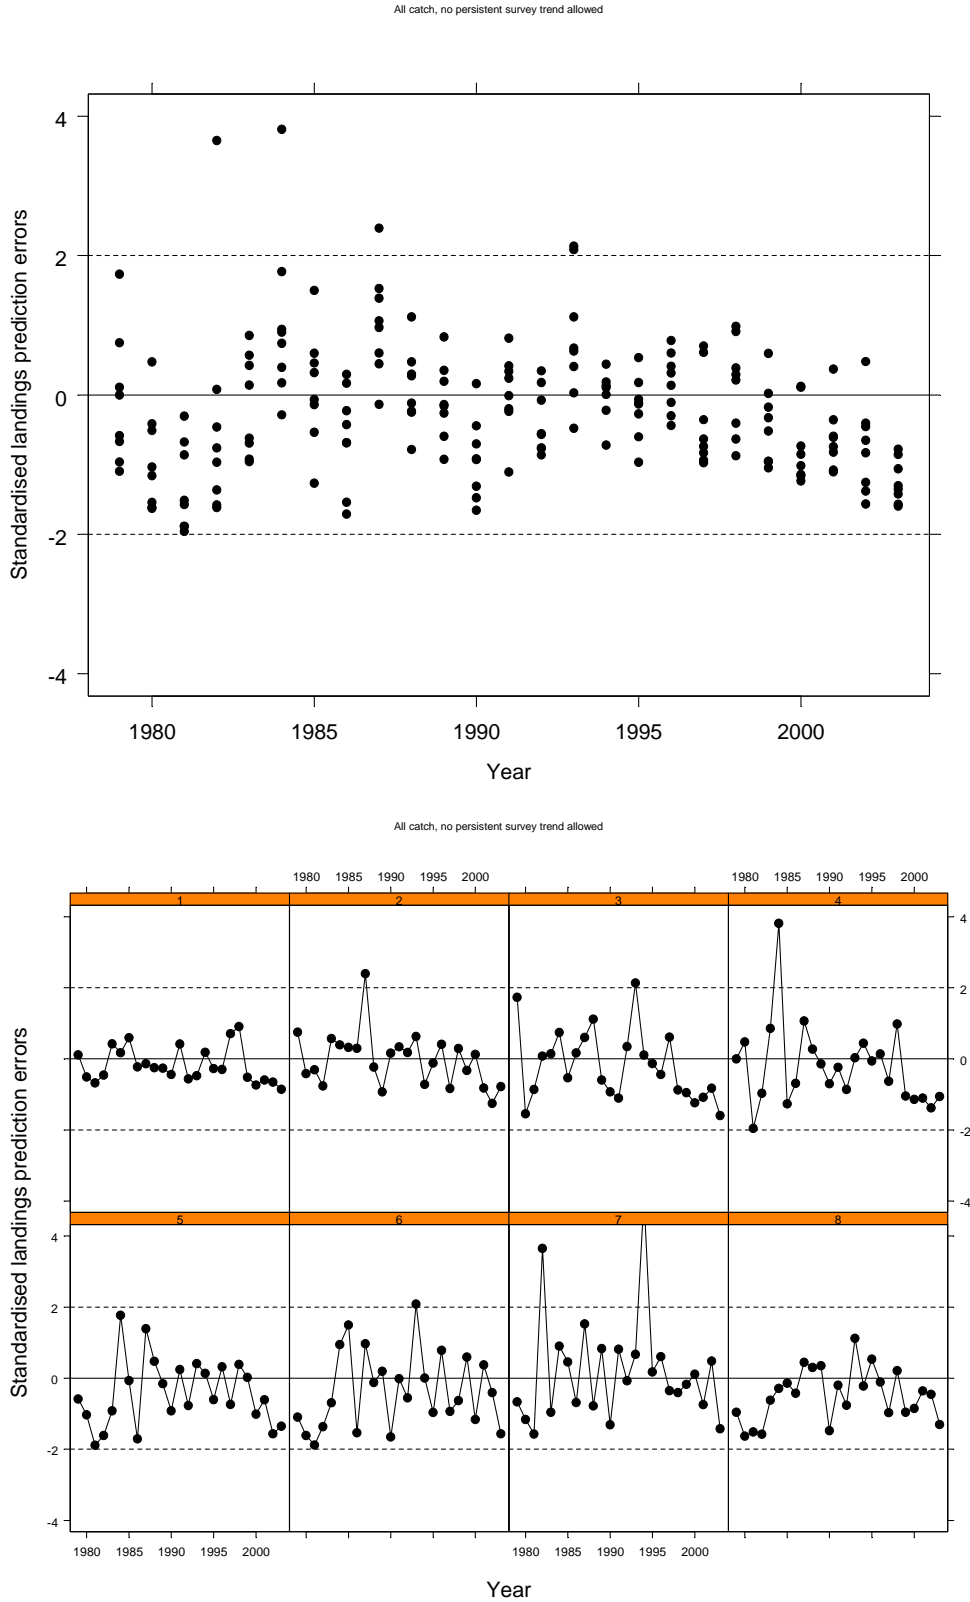 All catch, no persistent survey trend allowed
4
2
0
-2
-4
Standardised landings prediction errors
1980 1985 1990 1995 2000
Year
All catch, no persistent survey trend allowed
1980 1985 1990 1995 2000 1980 1985 1990 1995 2000
1 2 3 4
4
2
0
-2
-4
5 6 7 8
4
2
0
-2
-4
Standardised landings prediction errors
1980 1985 1990 1995 2000 1980 1985 1990 1995 2000
Year